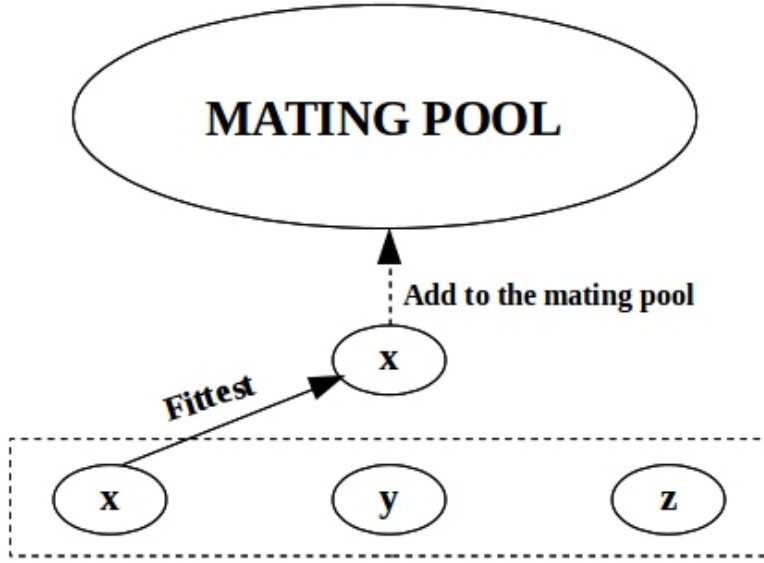 MATING POOL
Add to the mating pool
x
Fittest
x y z